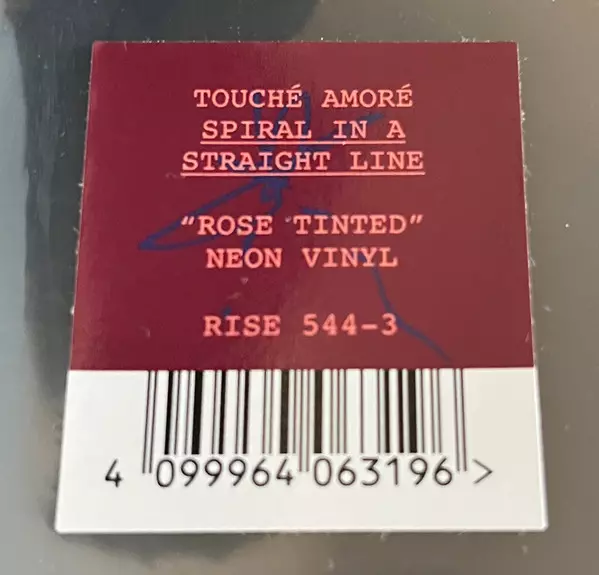 TOUCHÉ AMORÉ
SPIRAL IN A
STRAIGHT LINE
“ROSE TINTED”
NEON VINYL
RISE 544-3
4 099964 063196 >